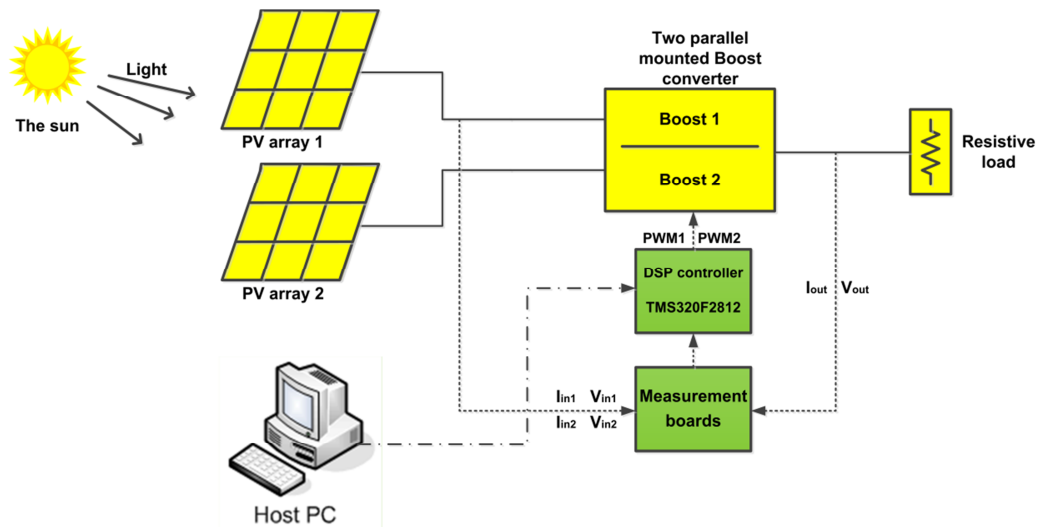 Light
The sun
PV array 1
PV array 2
Two parallel
mounted Boost
converter
Boost 1
Boost 2
Resistive
load
PWM1 PWM2
DSP controller
TMS320F2812
Iout Vout
Iin1 Vin1
Iin2 Vin2
Measurement
boards
Host PC